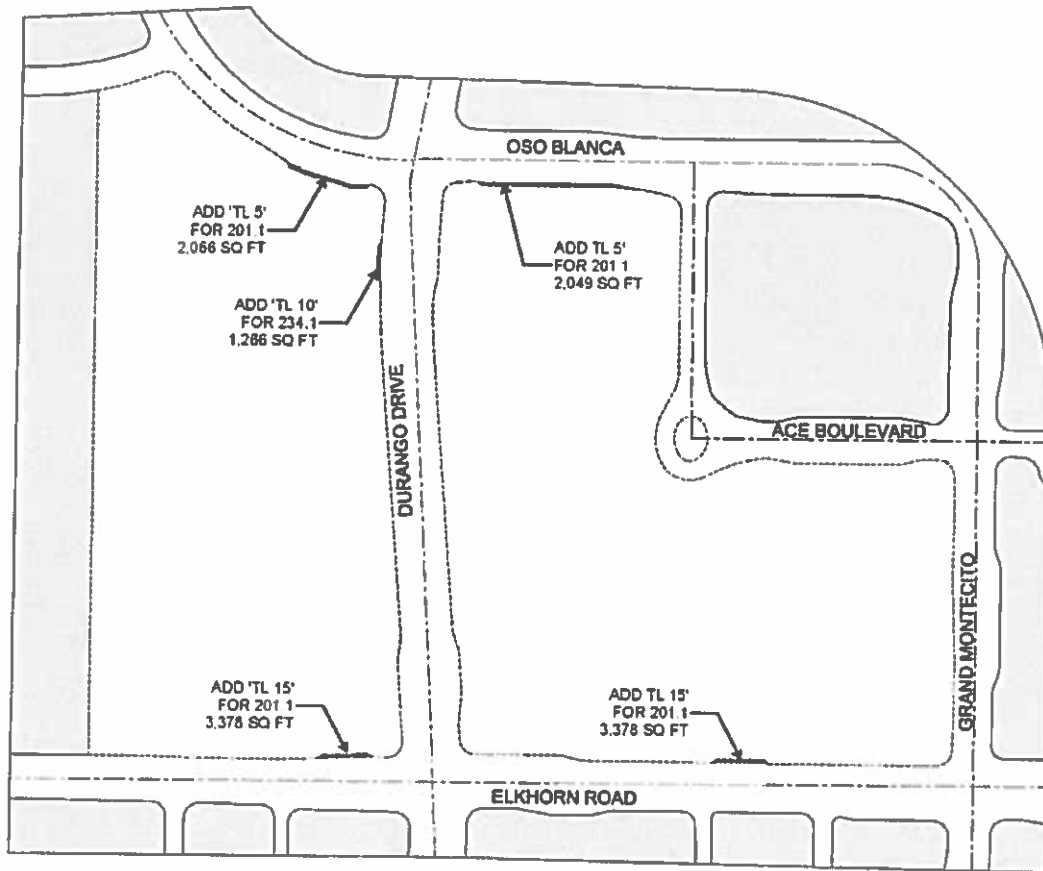 OSO BLANCA
ADD 'TL 5'
FOR 201.1
2,066 SQ FT
ADD TL 5'
FOR 201 1
2,049 SQ FT
ADD 'TL 10'
FOR 234.1
1,286 SQ FT
DURANGO DRIVE
ACE BOULEVARD
GRAND MONTECITO
ADD 'TL 15'
FOR 201 1
3,378 SQ FT
ADD TL 15'
FOR 201.1
3.378 SQ FT
ELKHORN ROAD